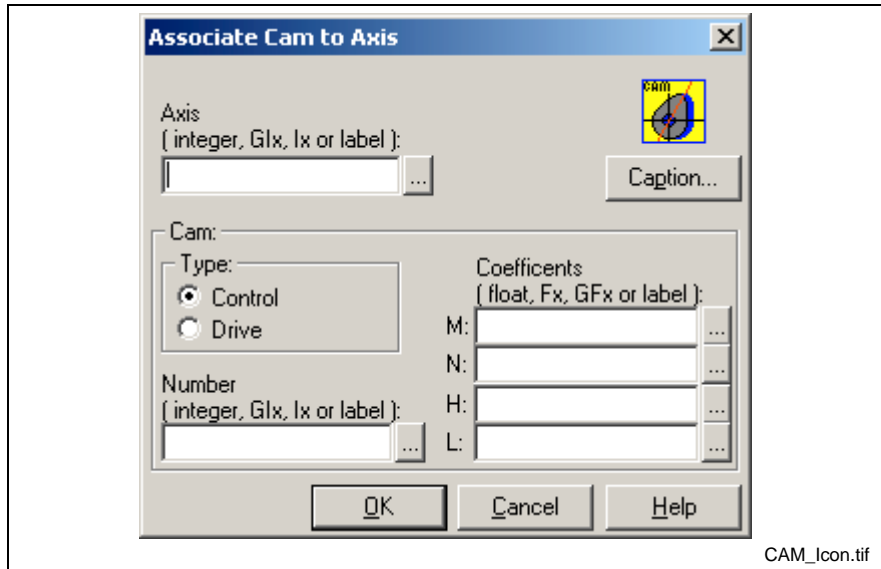 Associate Cam to Axis
CAM
Axis
( integer, GIx, Ix or label ):
...
Caption...
Cam:
Type:
Control
Drive
Number
( integer, GIx, Ix or label ):
...
Coefficents
( float, Fx, GFx or label ):
M: ...
N: ...
H: ...
L: ...
OK Cancel Help
CAM_Icon.tif